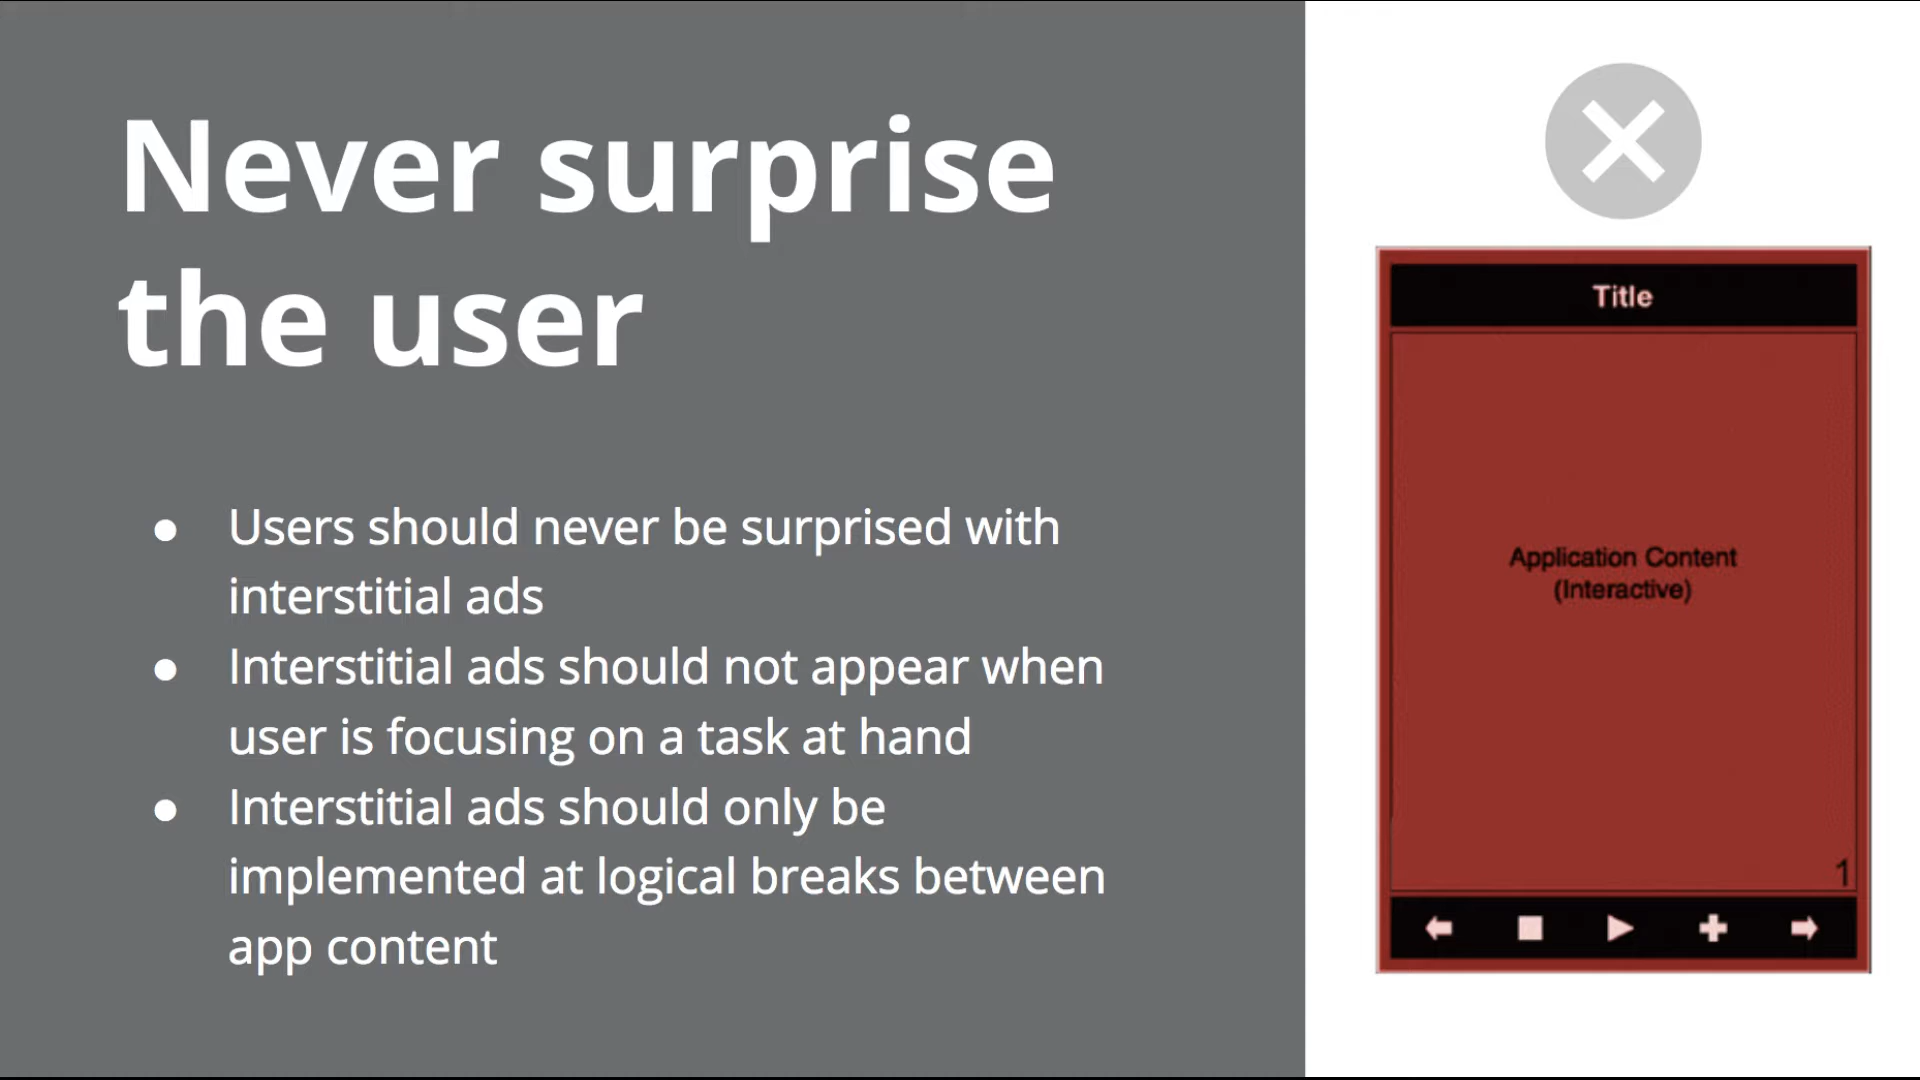 Never surprise
the user
● Users should never be surprised with
interstitial ads
● Interstitial ads should not appear when
user is focusing on a task at hand
● Interstitial ads should only be
implemented at logical breaks between
app content
Title
Application Content
(Interactive)
1